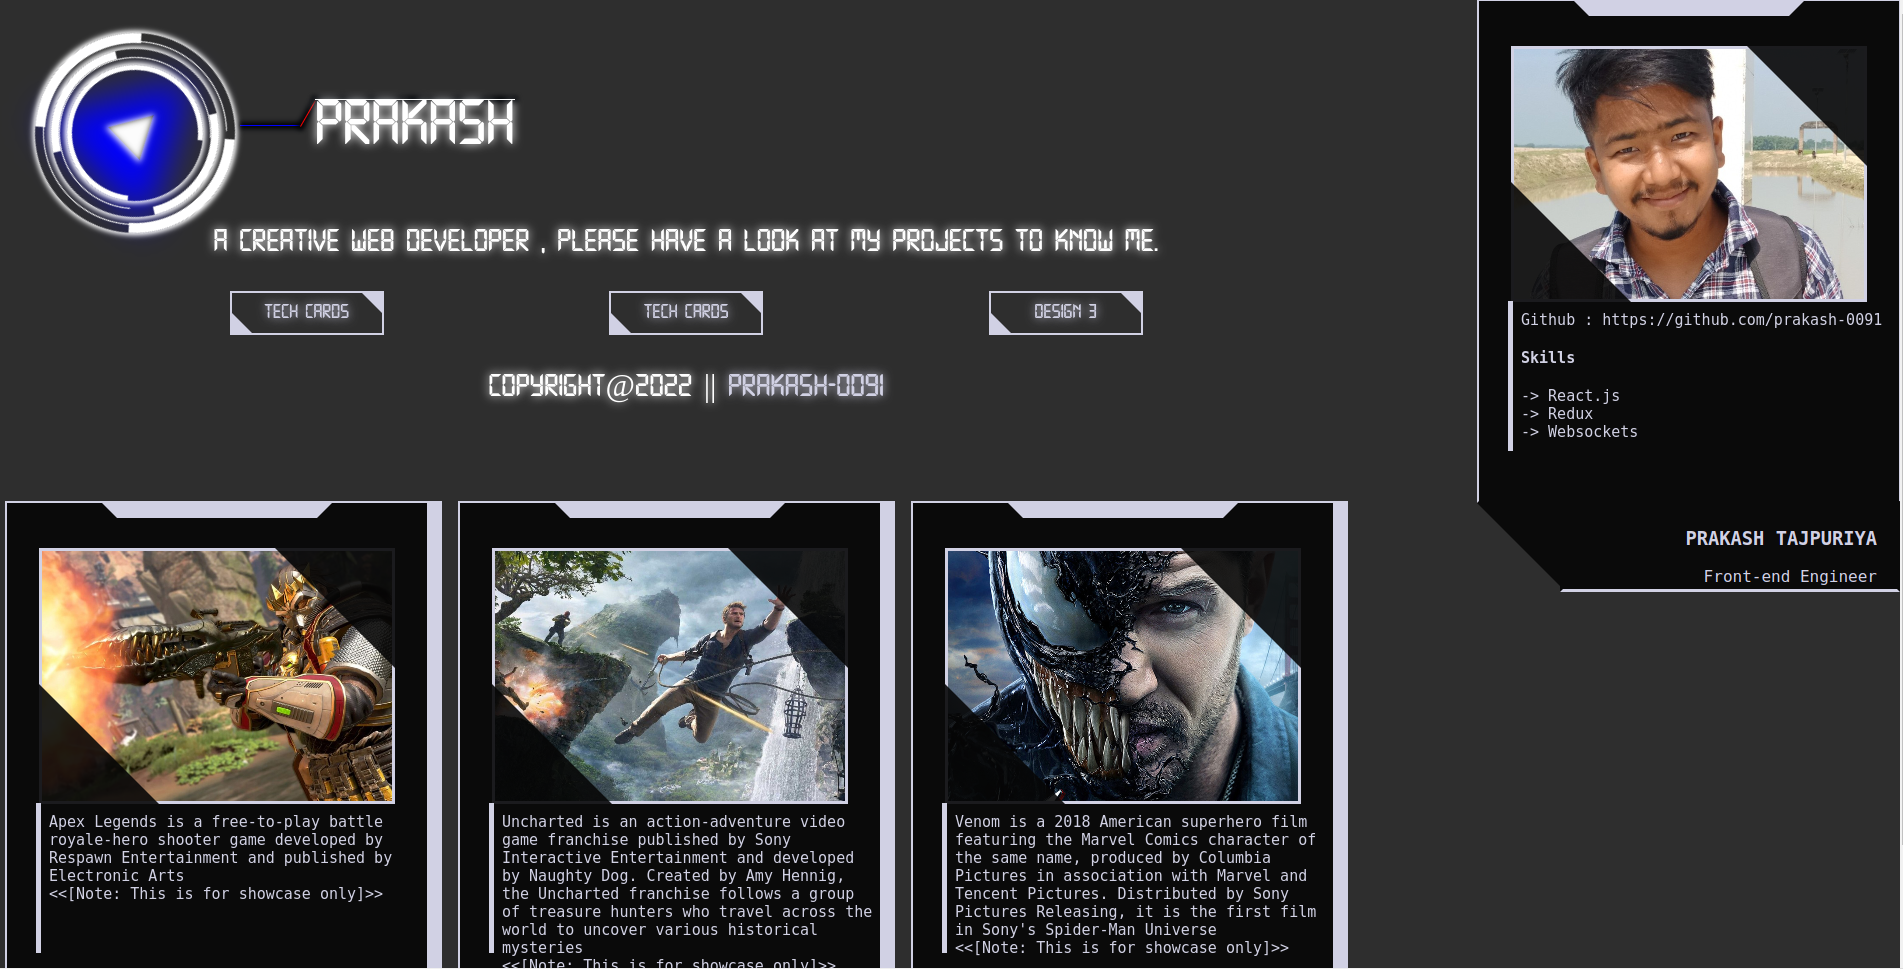 PRAKASH
A CREATIVE WEB DEVELOPER , PLEASE HAVE A LOOK AT MY PROJECTS TO KNOW ME.
TECH CARDS
TECH CARDS
DESIGN 3
COPYRIGHT@2022 || PRAKASH-0091
Github : https://github.com/prakash-0091
Skills
-> React.js
-> Redux
-> Websockets
PRAKASH TAJPURIYA
Front-end Engineer
Apex Legends is a free-to-play battle
royale-hero shooter game developed by
Respawn Entertainment and published by
Electronic Arts
<<[Note: This is for showcase only]>>
Uncharted is an action-adventure video
game franchise published by Sony
Interactive Entertainment and developed
by Naughty Dog. Created by Amy Hennig,
the Uncharted franchise follows a group
of treasure hunters who travel across the
world to uncover various historical
mysteries
<<[Note: This is for showcase only]>>
Venom is a 2018 American superhero film
featuring the Marvel Comics character of
the same name, produced by Columbia
Pictures in association with Marvel and
Tencent Pictures. Distributed by Sony
Pictures Releasing, it is the first film
in Sony's Spider-Man Universe
<<[Note: This is for showcase only]>>